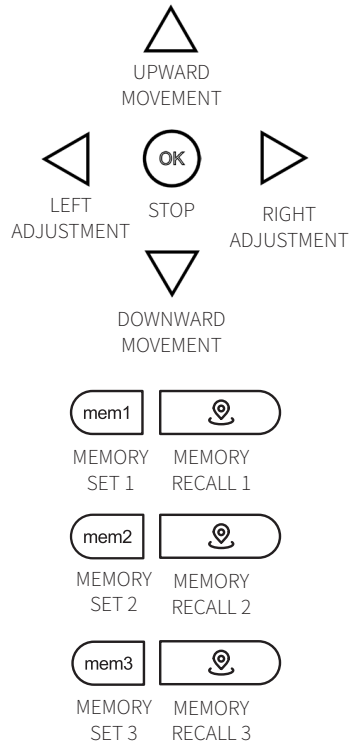 UPWARD
MOVEMENT
OK
LEFT
ADJUSTMENT
STOP
RIGHT
ADJUSTMENT
DOWNWARD
MOVEMENT
mem1
MEMORY
SET 1
MEMORY
RECALL 1
mem2
MEMORY
SET 2
MEMORY
RECALL 2
mem3
MEMORY
SET 3
MEMORY
RECALL 3